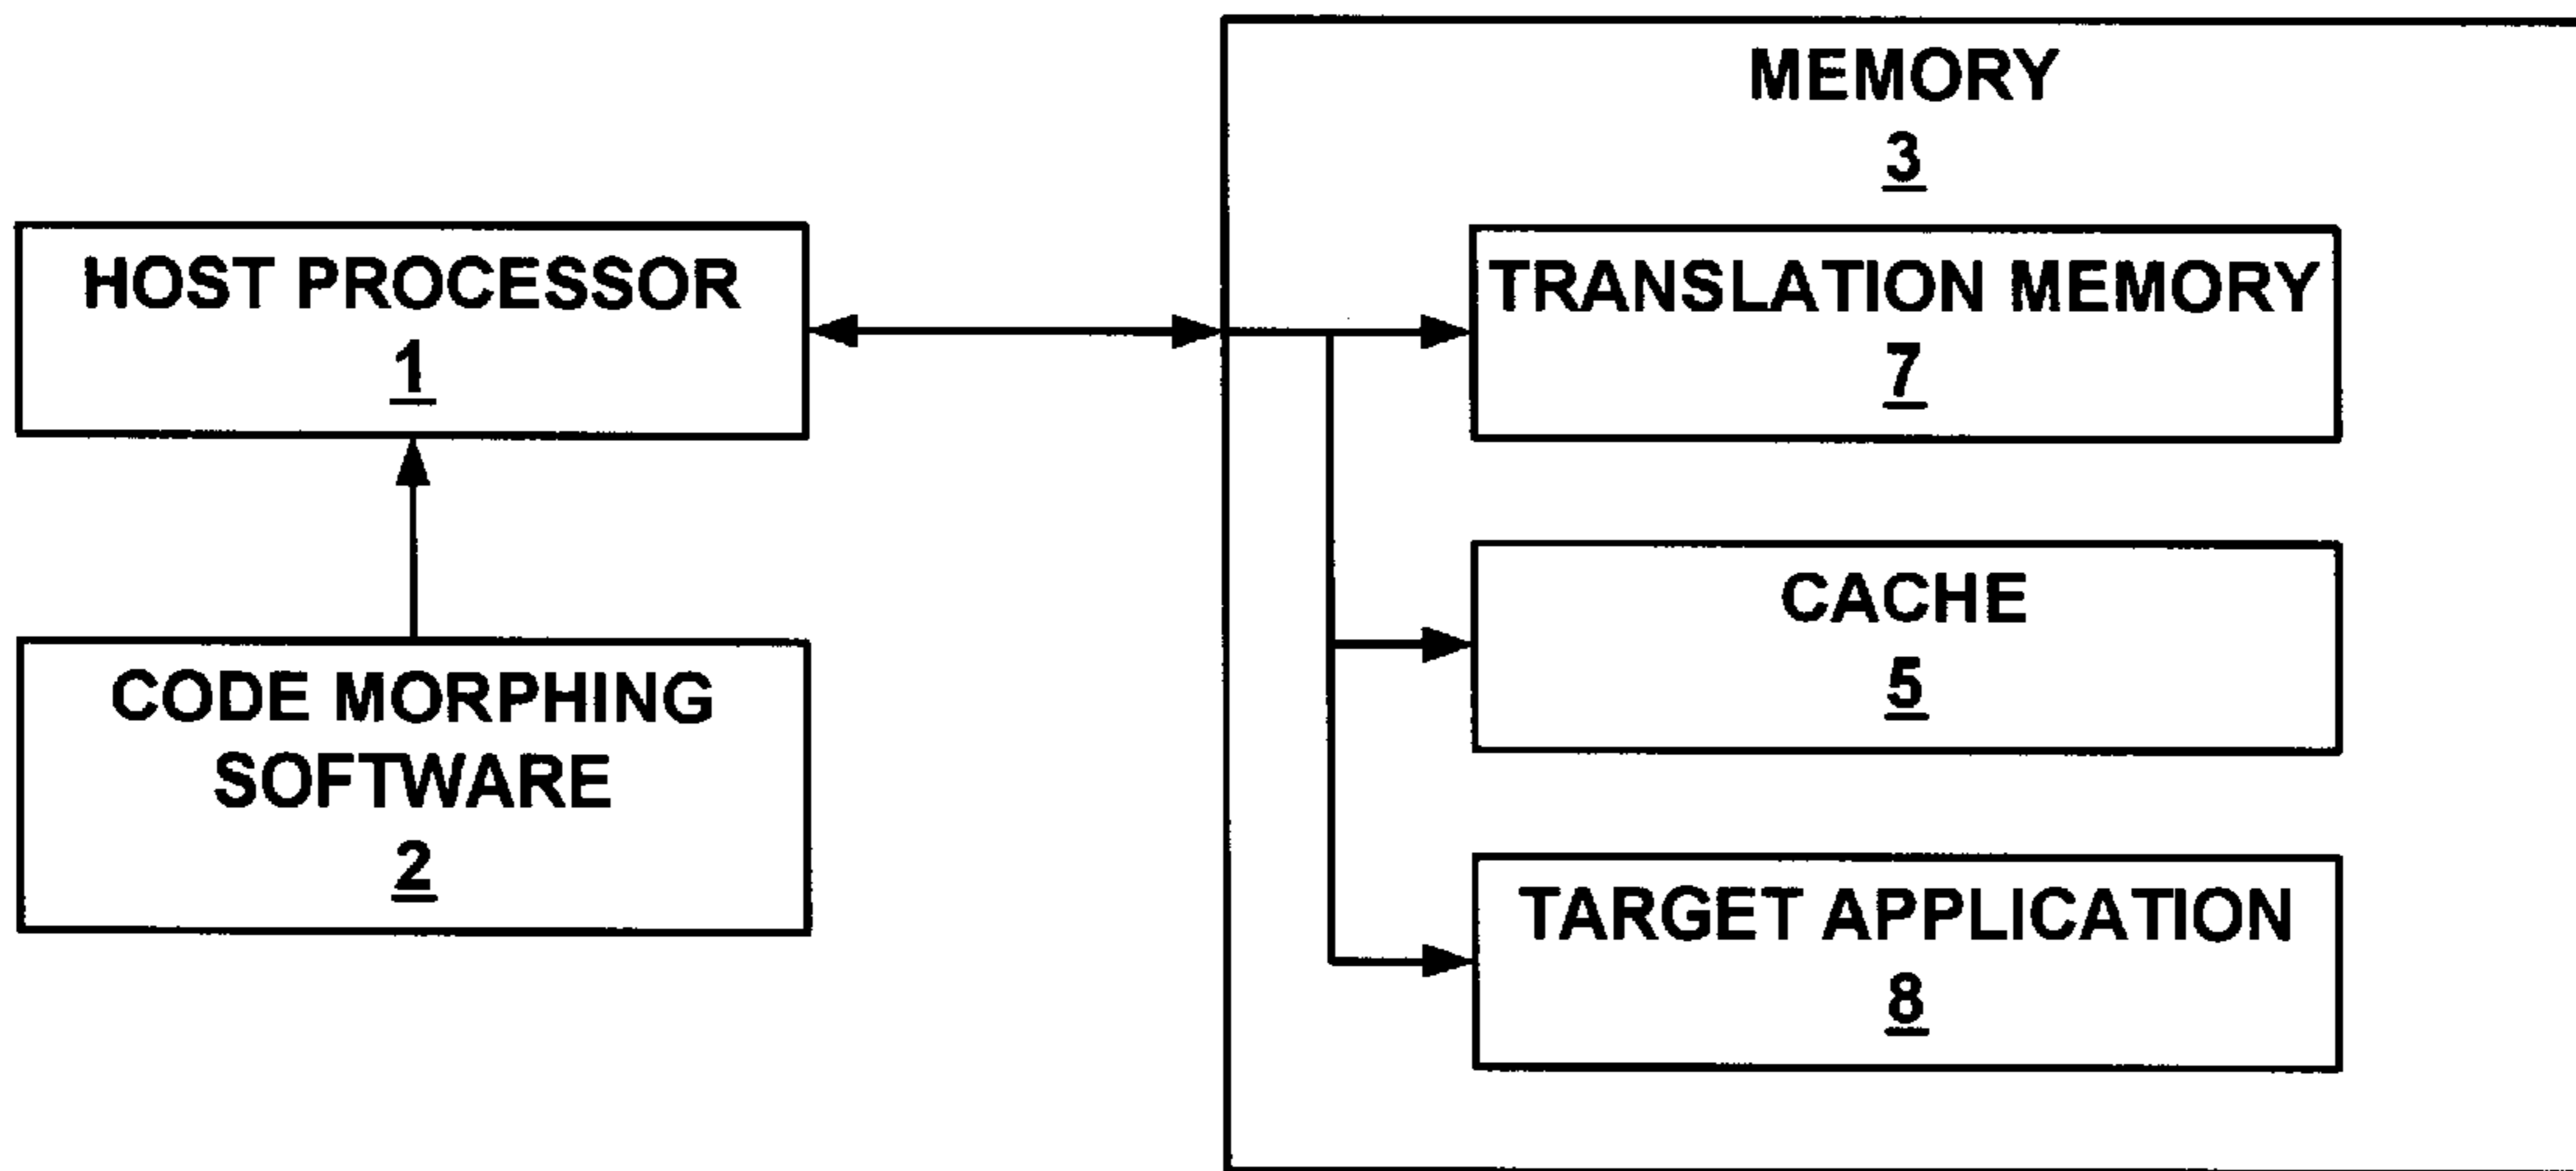 MEMORY
3
HOST PROCESSOR
1
TRANSLATION MEMORY
7
CODE MORPHING
SOFTWARE
2
CACHE
5
TARGET APPLICATION
8